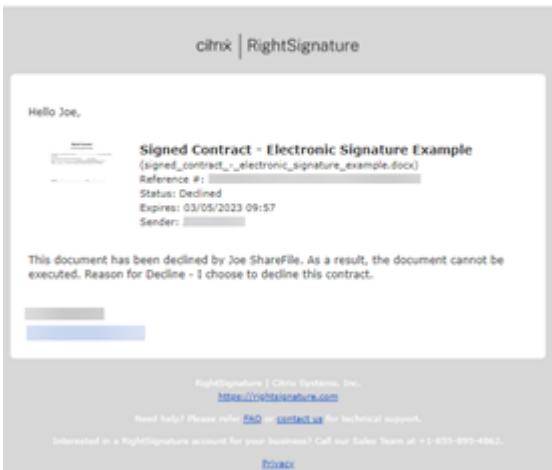 citrix | RightSignature
Hello Joe,
Signed Contract - Electronic Signature Example
(signed_contract_-_electronic_signature_example.docx)
Reference #:
Status: Declined
Expires: 03/05/2023 09:57
Sender:
This document has been declined by Joe ShareFile. As a result, the document cannot be
executed. Reason for Decline - I choose to decline this contract.
RightSignature | Citrix Systems, Inc.
https://rightsignature.com
Need help? Please refer FAQ or contact us for technical support.
Interested in a RightSignature account for your business? Call our Sales Team at +1-855-895-4862.
Privacy